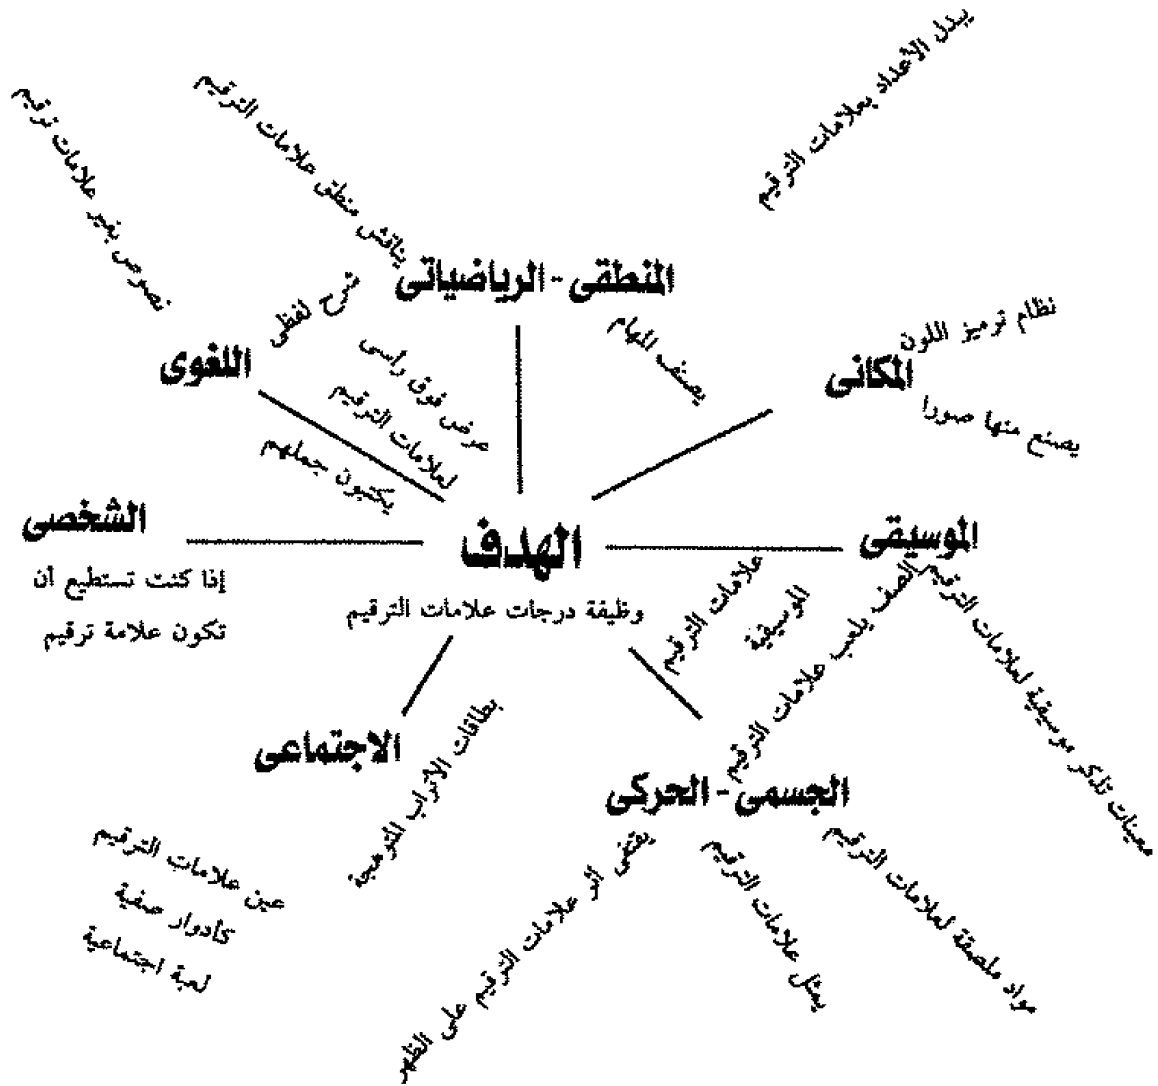 يبدل الأعداد بعلامات الترقيم
يناقش منطق علامات الترقيم
نصوص بغير علامات ترقيم
المنطقى - الرياضياتى
شرح لفظى
يصنف المهام
نظام ترميز اللون
المكانى
يصنع منها صورا
اللغوى
عرض فوق راسى
لعلامات الترقيم
يكتبون جملهم
الهدف
وظيفة درجات علامات الترقيم
الموسيقى
علامات الترقيم
الموسيقية
الصف يلعب علامات الترقيم
معينات تذكر موسيقية لعلامات الترقيم
الشخصى
إذا كنت تستطيع أن
تكون علامة ترقيم
الاجتماعى
بطاقات الأتراب المتوهجة
عين علامات الترقيم
كأدوار صفية
لعبة اجتماعية
الجسمى - الحركى
يقتفى أثر علامات الترقيم على الظهر
يمثل علامات الترقيم
مواد ملصقة لعلامات الترقيم